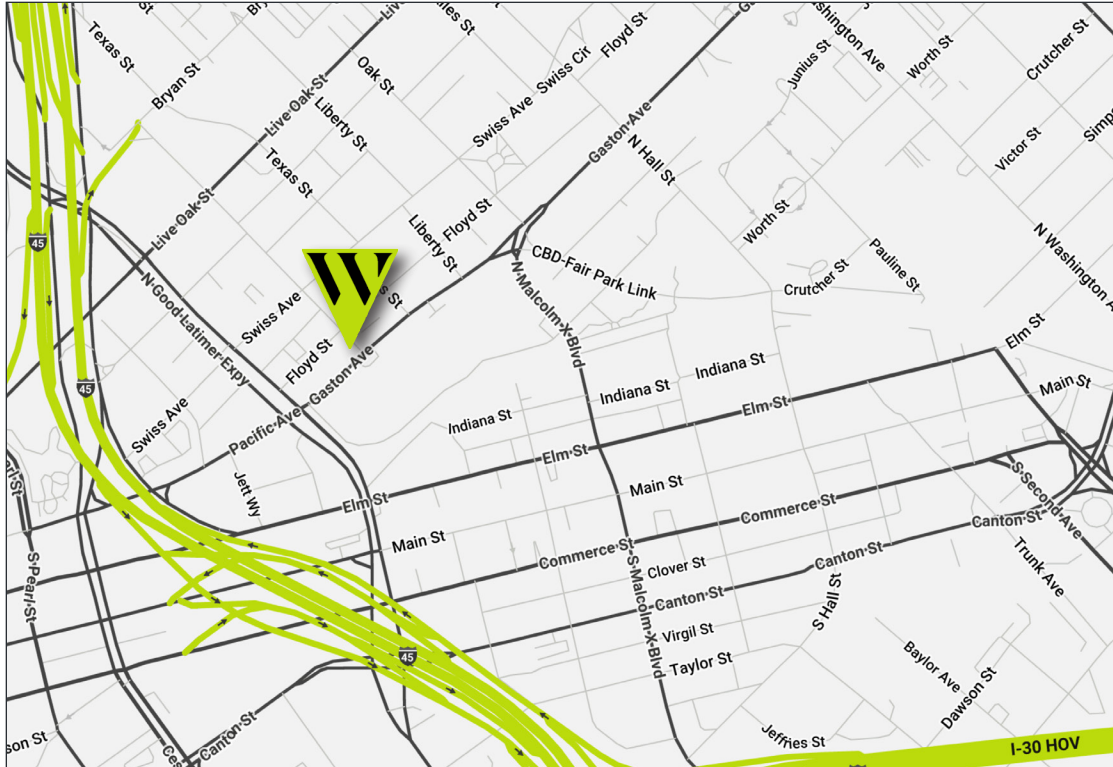 Texas St
Bryan St
Live Oak St
Oak St
Liberty St
Swiss Ave
Swiss Cir
Floyd St
Junius St
Worth St
Crutcher St
Victor St
Gaston Ave
N Hall St
Texas St
Live Oak St
Liberty St
Floyd St
Worth St
Pauline St
N Washington A
45
CBD-Fair Park Link
Crutcher St
N Good Latimer Expy
W
Swiss Ave
N Malcolm X Blvd
Floyd St
Gaston Ave
Elm St
45
Indiana St
Indiana St
Indiana St
Main St
Elm St
Swiss Ave
Pacific Ave
Elm St
Jett Wy
Elm St
Main St
S Second Ave
Main St
Commerce St
Canton St
Commerce St
Canton St
S Pearl St
S Malcolm X Blvd
Clover St
Canton St
Trunk Ave
S Hall St
Virgil St
45
Taylor St
Baylor Ave
Dawson St
Canton St
Jeffries St
I-30 HOV